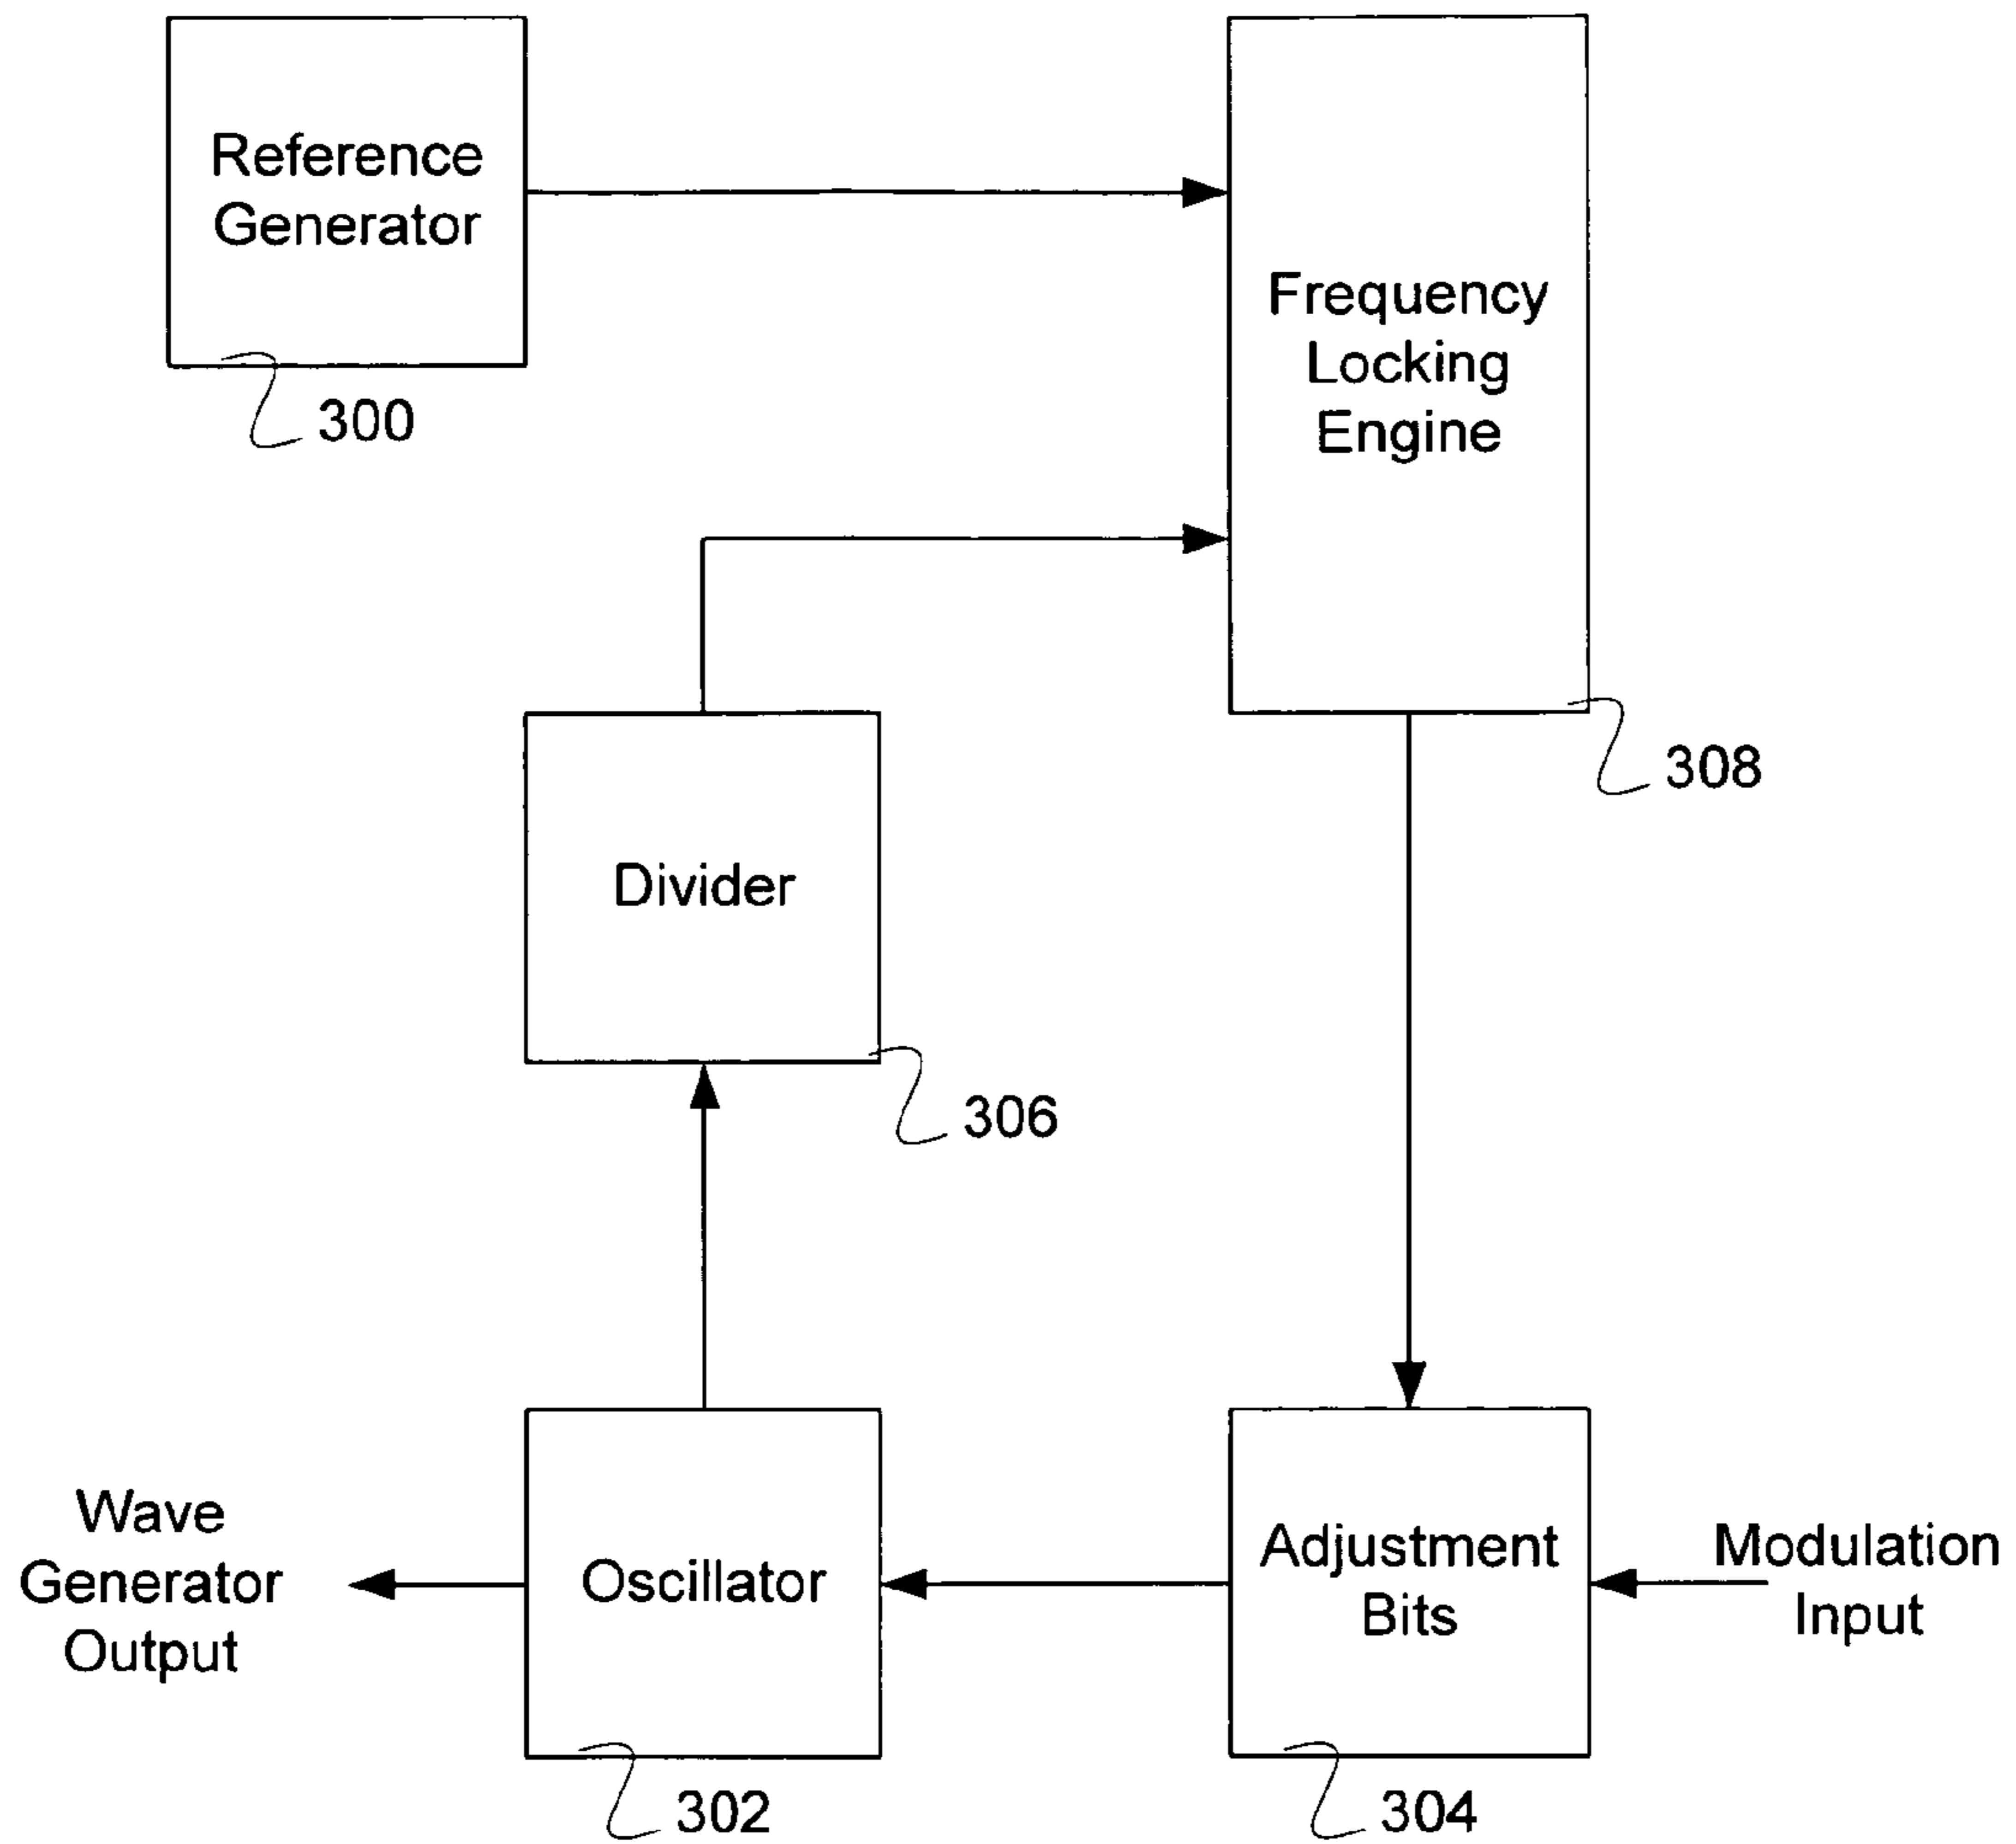 Reference
Generator
300
Frequency
Locking
Engine
308
Divider
306
Wave
Generator
Output
Oscillator
302
Adjustment
Bits
304
Modulation
Input